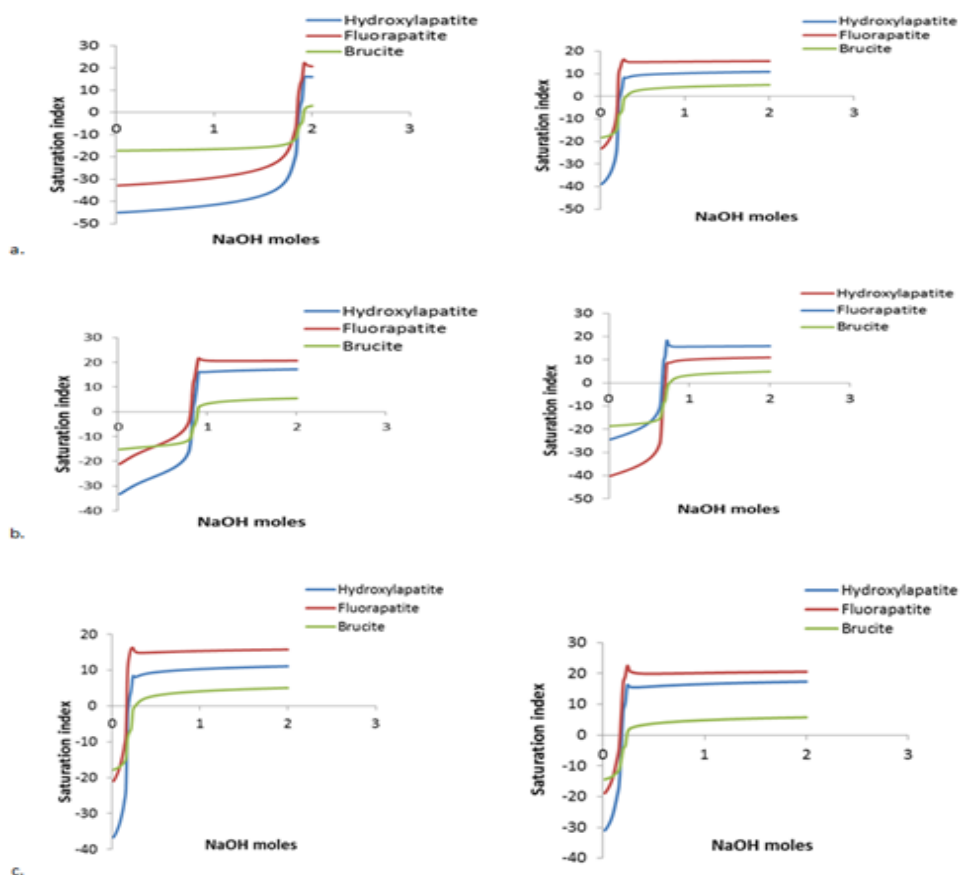 Hydroxylapatite
Fluorapatite
Brucite
30
20
10
0
-10
-20
-30
-40
-50
0 1 2 3
Saturation index
NaOH moles
Hydroxylapatite
Fluorapatite
Brucite
20
10
0
-10
-20
-30
-40
-50
0 1 2 3
Saturation index
NaOH moles
a.
Hydroxylapatite
Fluorapatite
Brucite
30
20
10
0
-10
-20
-30
-40
0 1 2 3
Saturation index
NaOH moles
Hydroxylapatite
Fluorapatite
Brucite
30
20
10
0
-10
-20
-30
-40
-50
0 1 2 3
Saturation index
NaOH moles
b.
Hydroxylapatite
Fluorapatite
Brucite
20
10
0
-10
-20
-30
-40
0 1 2 3
Saturation index
NaOH moles
Hydroxylapatite
Fluorapatite
Brucite
30
20
10
0
-10
-20
-30
-40
0 1 2 3
Saturation index
NaOH moles
c.